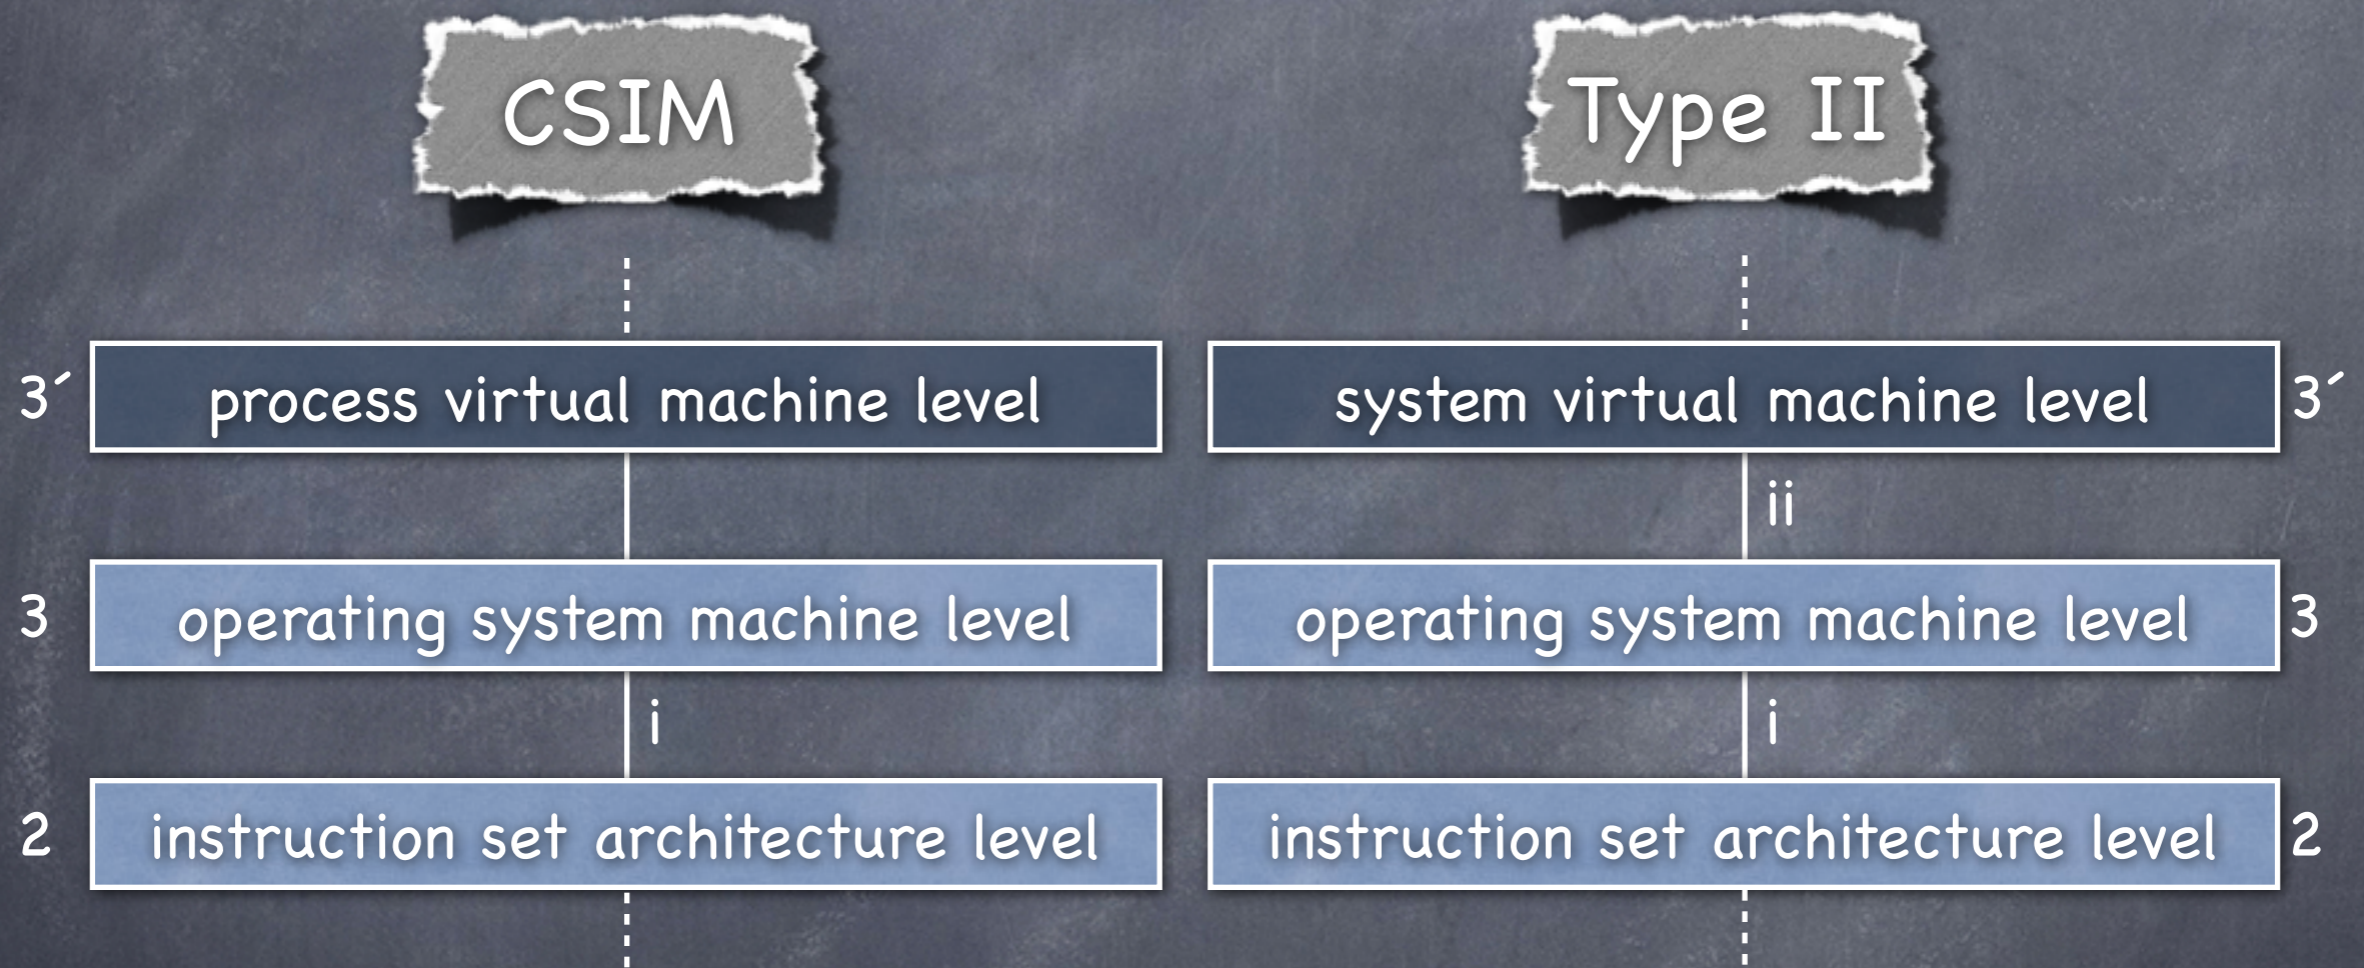 CSIM
Type II
3´ process virtual machine level
system virtual machine level 3´
ii
3 operating system machine level
operating system machine level 3
i
i
2 instruction set architecture level
instruction set architecture level 2